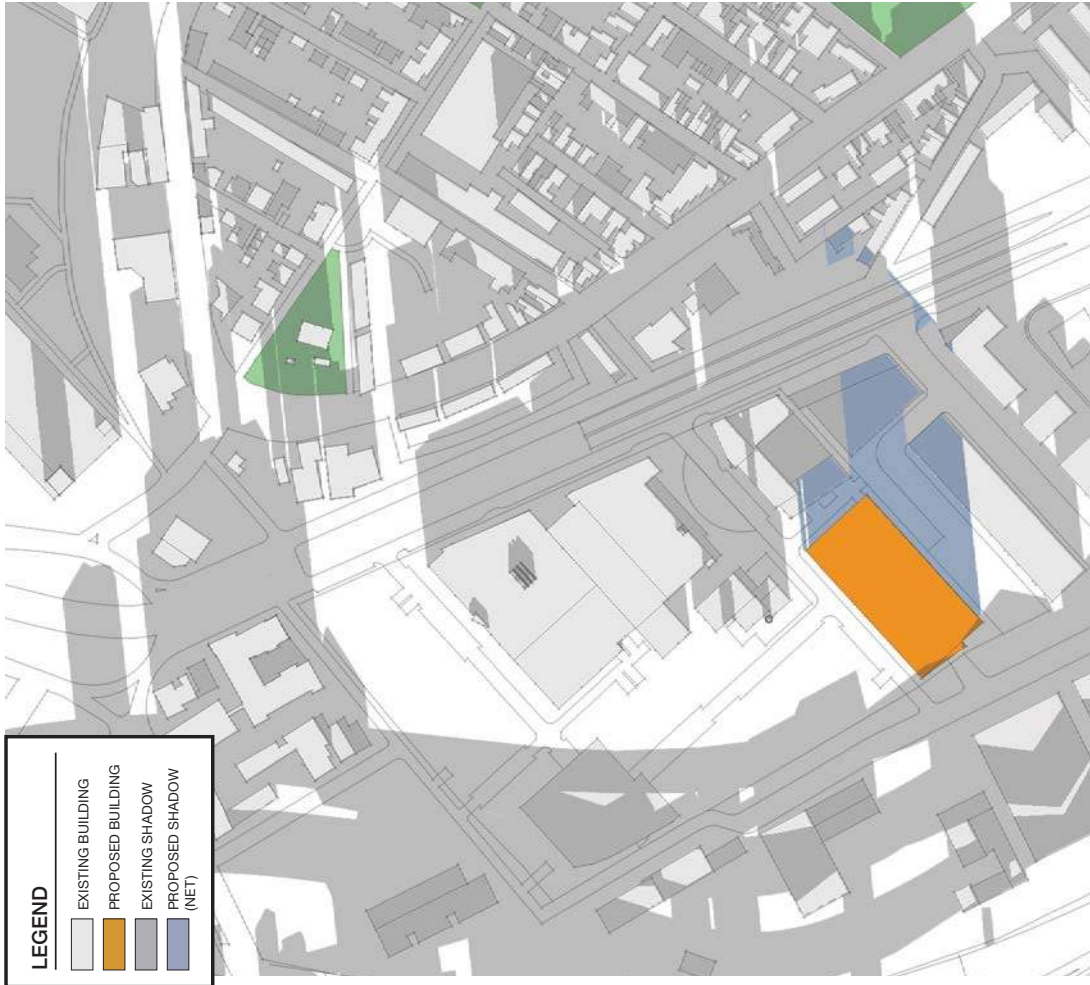 LEGEND
EXISTING BUILDING
PROPOSED BUILDING
EXISTING SHADOW
PROPOSED SHADOW
(NET)